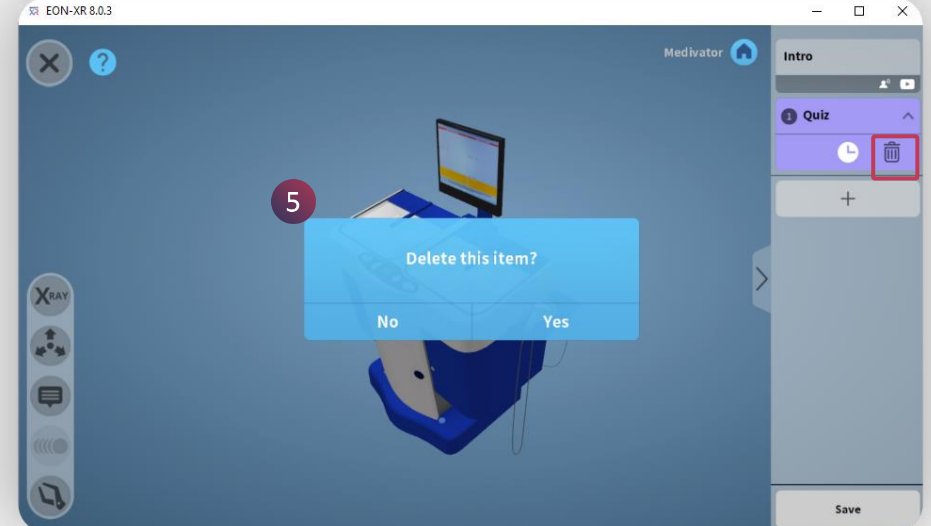 EON-XR 8.0.3
Medivator
Intro
1 Quiz
5
Delete this item?
No Yes
XRAY
Save